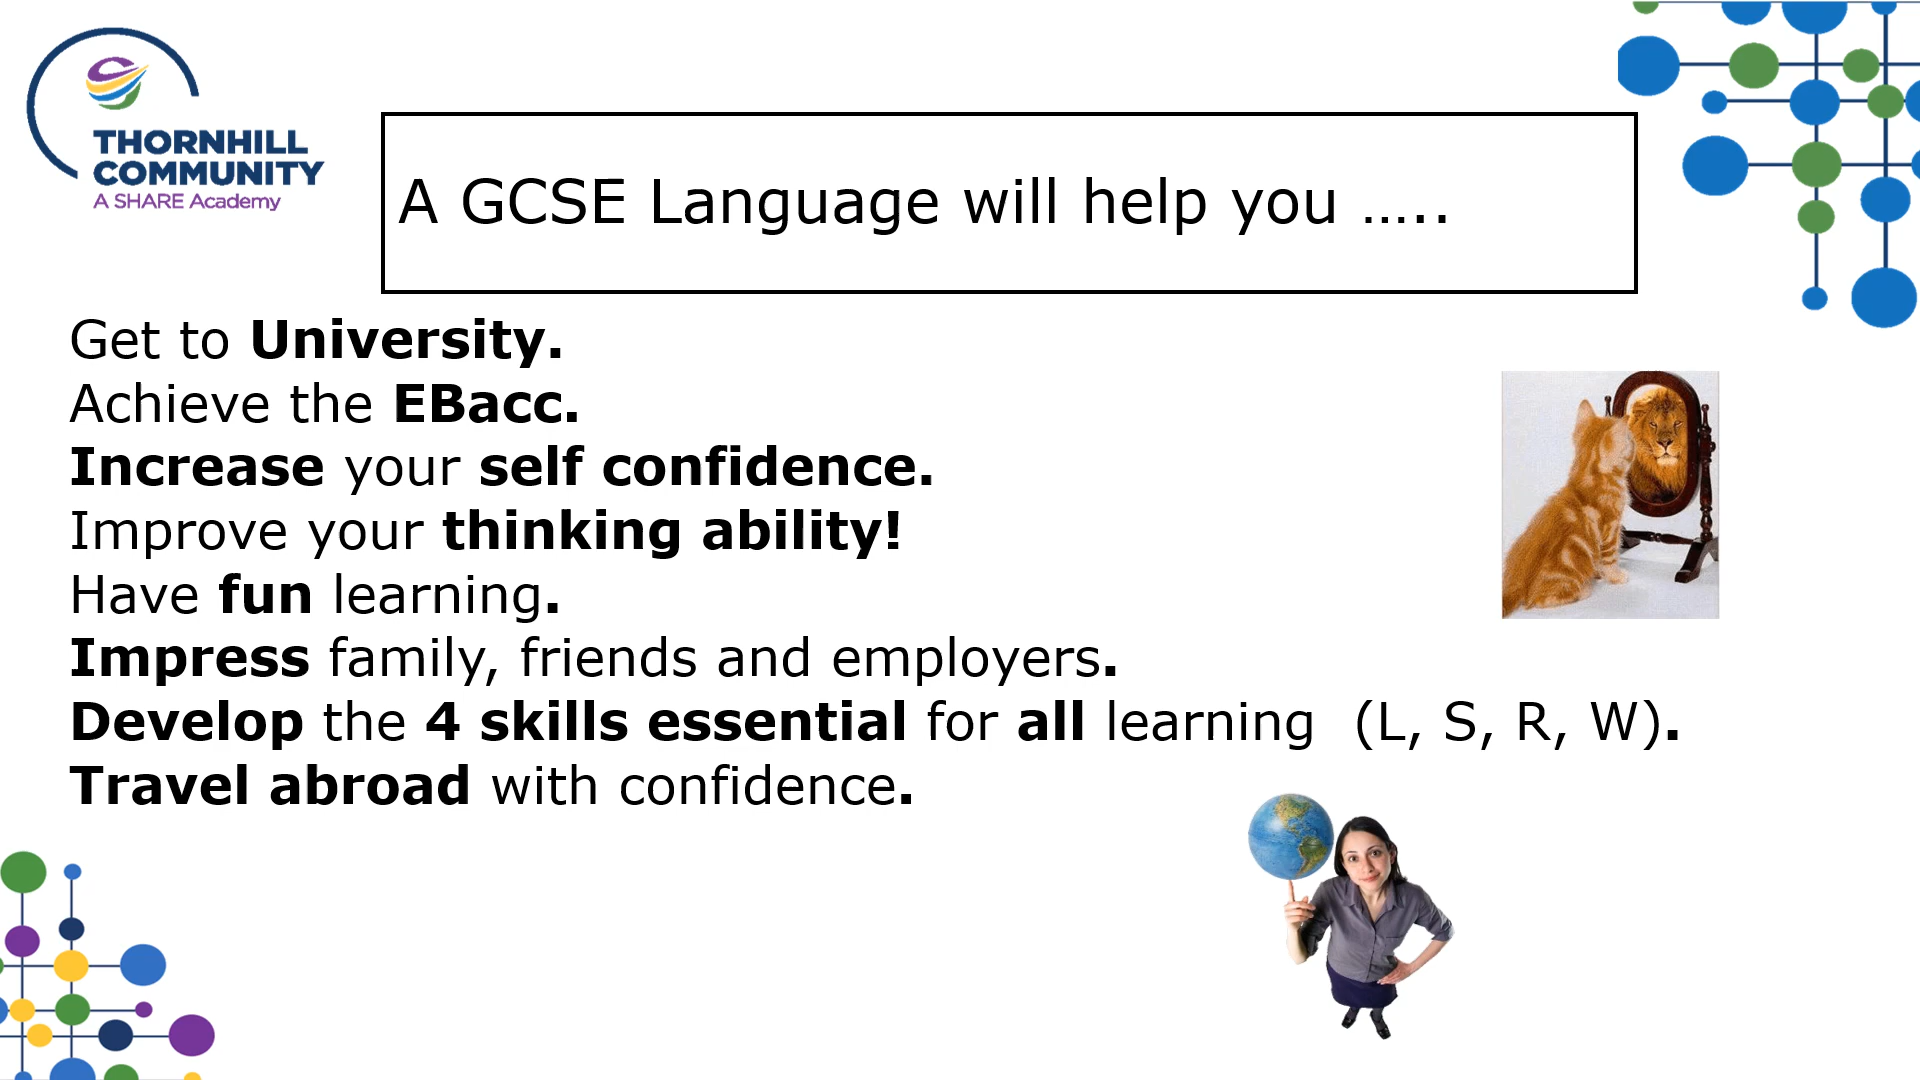 THORNHILL
COMMUNITY
A SHARE Academy
A GCSE Language will help you …..
Get to University.
Achieve the EBacc.
Increase your self confidence.
Improve your thinking ability!
Have fun learning.
Impress family, friends and employers.
Develop the 4 skills essential for all learning  (L, S, R, W).
Travel abroad with confidence.